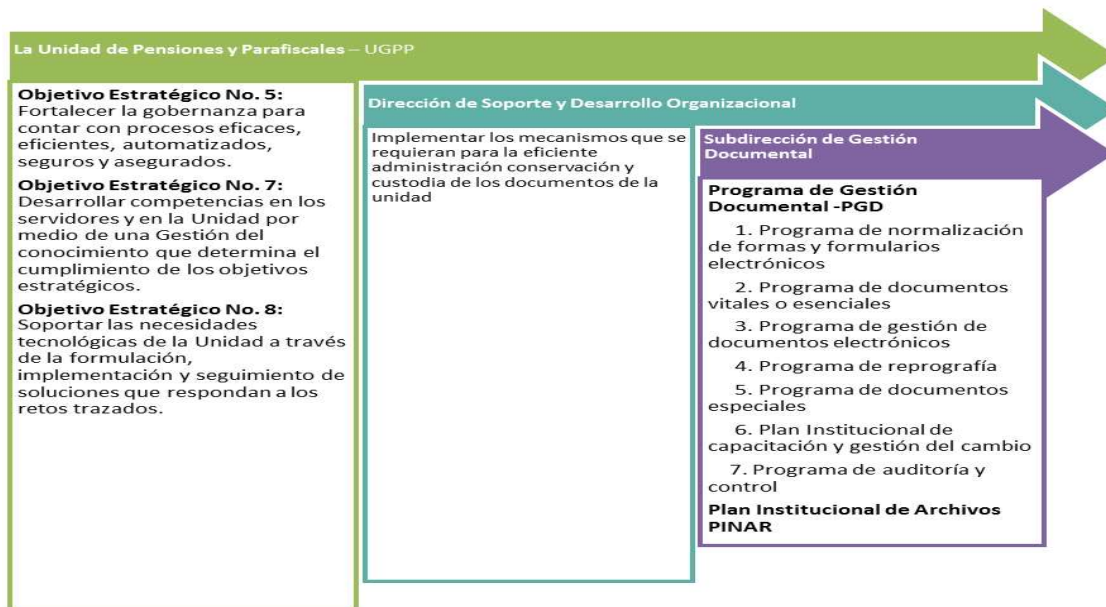 La Unidad de Pensiones y Parafiscales – UGPP
Objetivo Estratégico No. 5:
Fortalecer la gobernanza para
contar con procesos eficaces,
eficientes, automatizados,
seguros y asegurados.
Objetivo Estratégico No. 7:
Desarrollar competencias en los
servidores y en la Unidad por
medio de una Gestión del
conocimiento que determina el
cumplimiento de los objetivos
estratégicos.
Objetivo Estratégico No. 8:
Soportar las necesidades
tecnológicas de la Unidad a través
de la formulación,
implementación y seguimiento de
soluciones que respondan a los
retos trazados.
Dirección de Soporte y Desarrollo Organizacional
Implementar los mecanismos que se
requieran para la eficiente
administración conservación y
custodia de los documentos de la
unidad
Subdirección de Gestión
Documental
Programa de Gestión
Documental -PGD
1. Programa de normalización
de formas y formularios
electrónicos
2. Programa de documentos
vitales o esenciales
3. Programa de gestión de
documentos electrónicos
4. Programa de reprografía
5. Programa de documentos
especiales
6. Plan Institucional de
capacitación y gestión del cambio
7. Programa de auditoría y
control
Plan Institucional de Archivos
PINAR